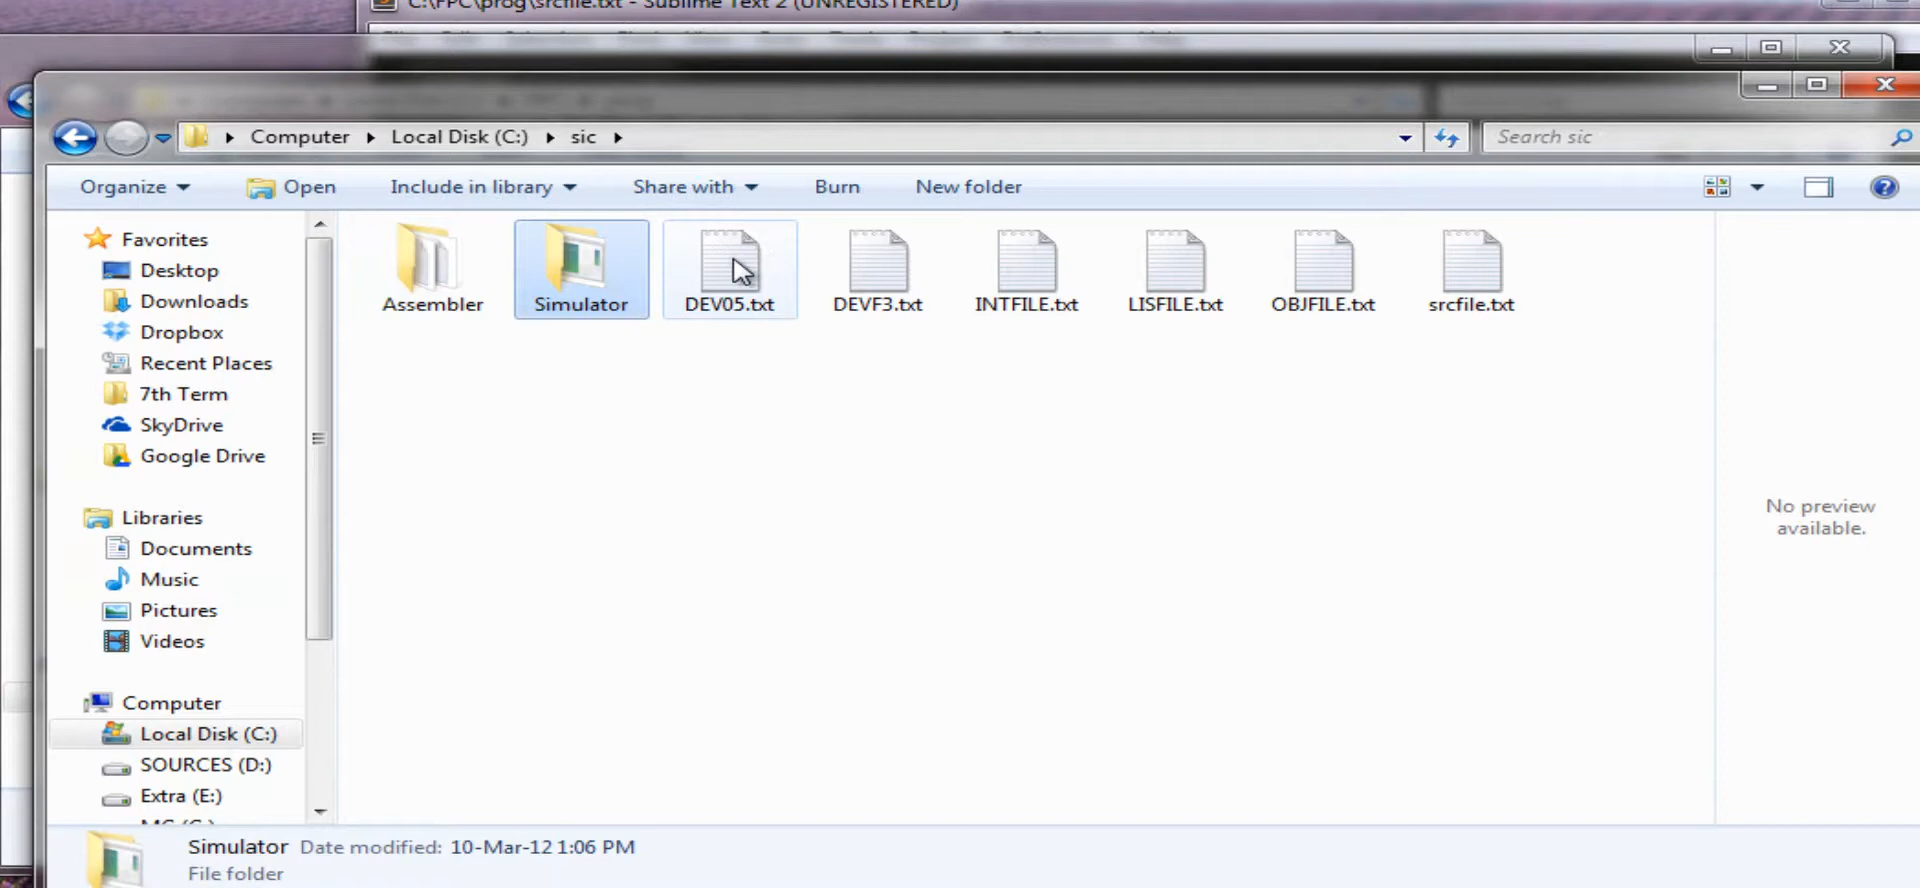 C:\FPC\prog\srcfile.txt - Sublime Text 2 (UNREGISTERED)
Computer Local Disk (C:) sic
Search sic
Organize Open Include in library Share with Burn New folder
Favorites
Desktop
Downloads
Dropbox
Recent Places
7th Term
SkyDrive
Google Drive
Libraries
Documents
Music
Pictures
Videos
Computer
Local Disk (C:)
SOURCES (D:)
Extra (E:)
Assembler
Simulator
DEV05.txt
DEVF3.txt
INTFILE.txt
LISFILE.txt
OBJFILE.txt
srcfile.txt
No preview
available.
Simulator Date modified: 10-Mar-12 1:06 PM
File folder